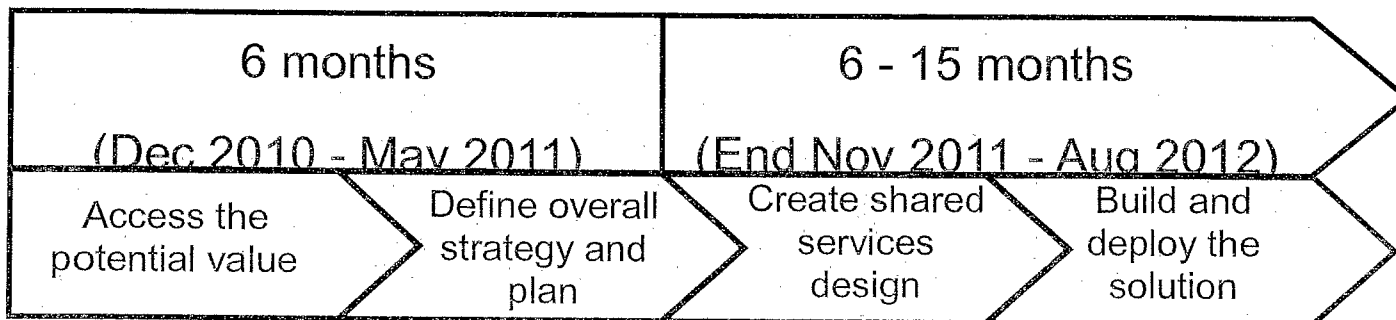 6 months
(Dec 2010 - May 2011)
6 - 15 months
(End Nov 2011 - Aug 2012)
Access the
potential value
Define overall
strategy and
plan
Create shared
services
design
Build and
deploy the
solution